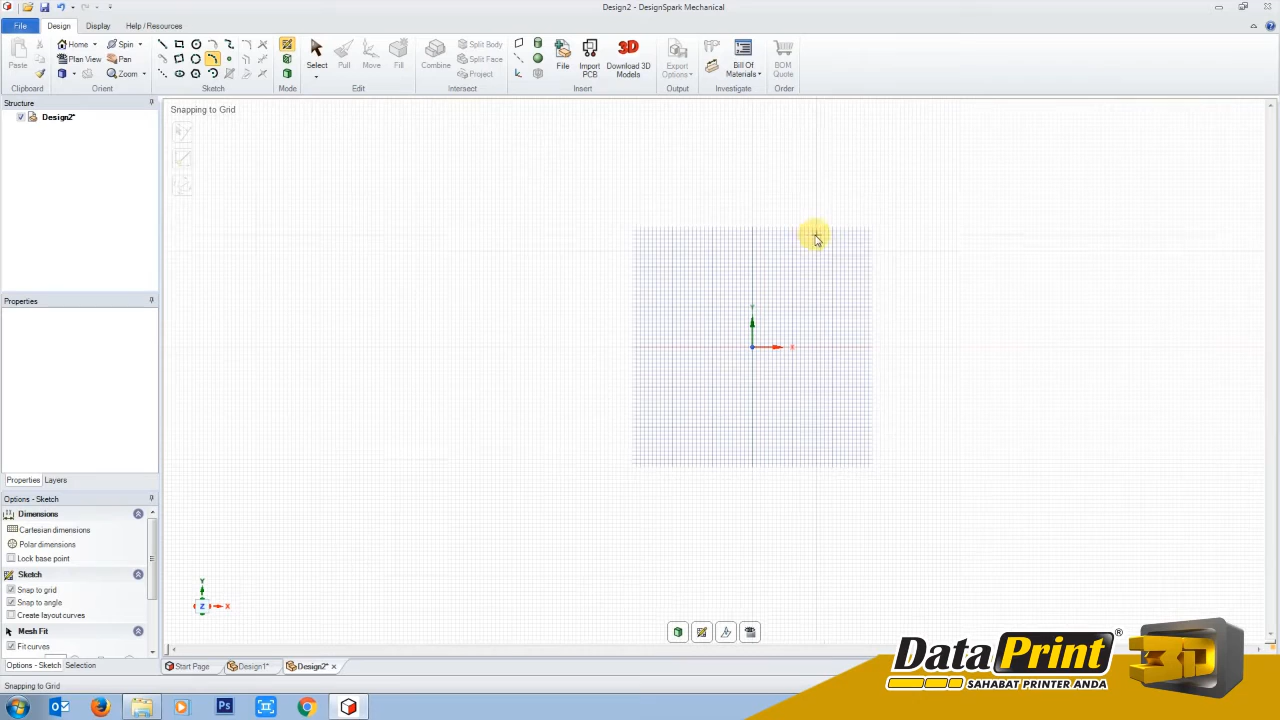 Design2 - DesignSpark Mechanical
File
Design
Display
Help / Resources
Paste
Home
Spin
Plan View
Pan
Zoom
Select
Pull
Move
Fill
Combine
Split Body
Split Face
Project
File
Import PCB
Download 3D Models
Export Options
Bill Of Materials
BOM Quote
Clipboard
Orient
Sketch
Mode
Edit
Intersect
Insert
Output
Investigate
Order
Structure
Design2*
Snapping to Grid
Y
X
Properties
Properties
Layers
Options - Sketch
Dimensions
Cartesian dimensions
Polar dimensions
Lock base point
Sketch
Snap to grid
Snap to angle
Create layout curves
Mesh Fit
Fit curves
Options - Sketch
Selection
Y
Z
X
Start Page
Design1*
Design2*
Snapping to Grid
DataPrint®
SAHABAT PRINTER ANDA
3D